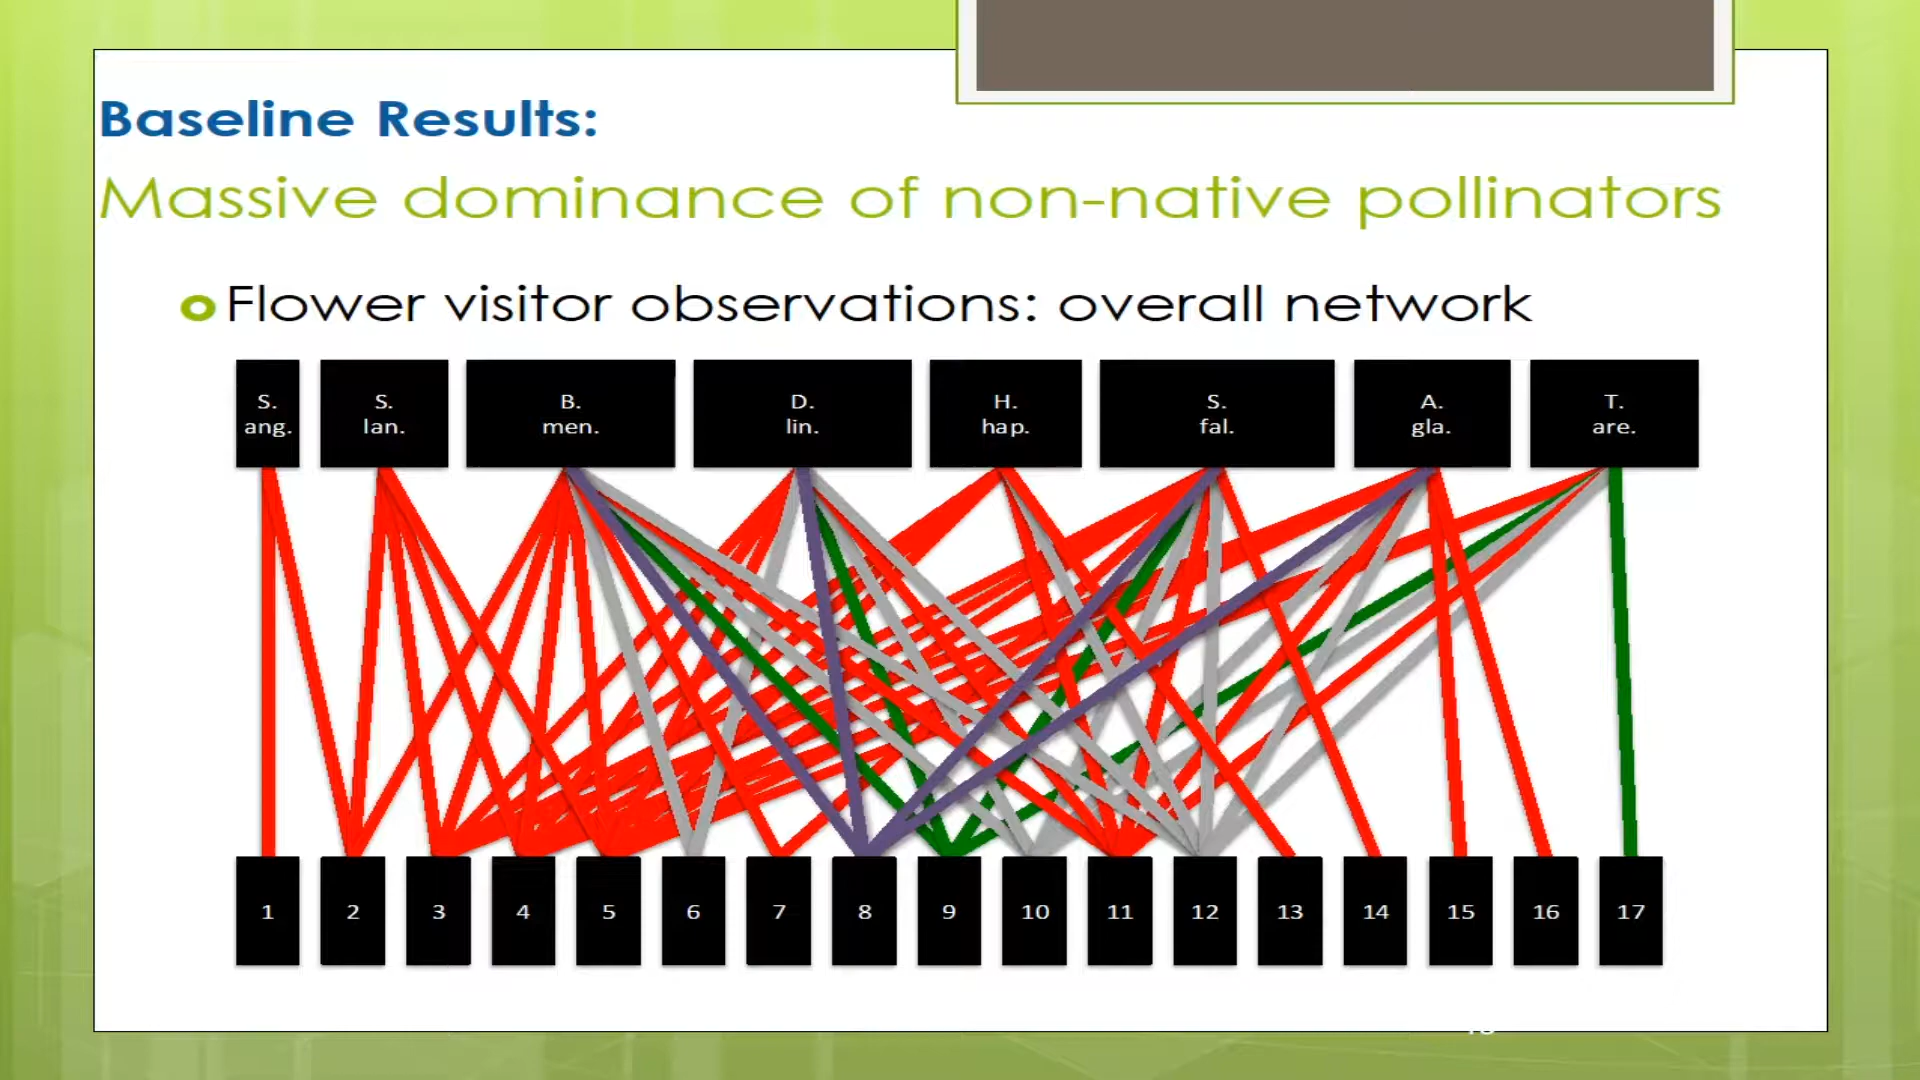 Baseline Results:
Massive dominance of non-native pollinators
Flower visitor observations: overall network
S.
ang.
S.
lan.
B.
men.
D.
lin.
H.
hap.
S.
fal.
A.
gla.
T.
are.
1 2 3 4 5 6 7 8 9 10 11 12 13 14 15 16 17